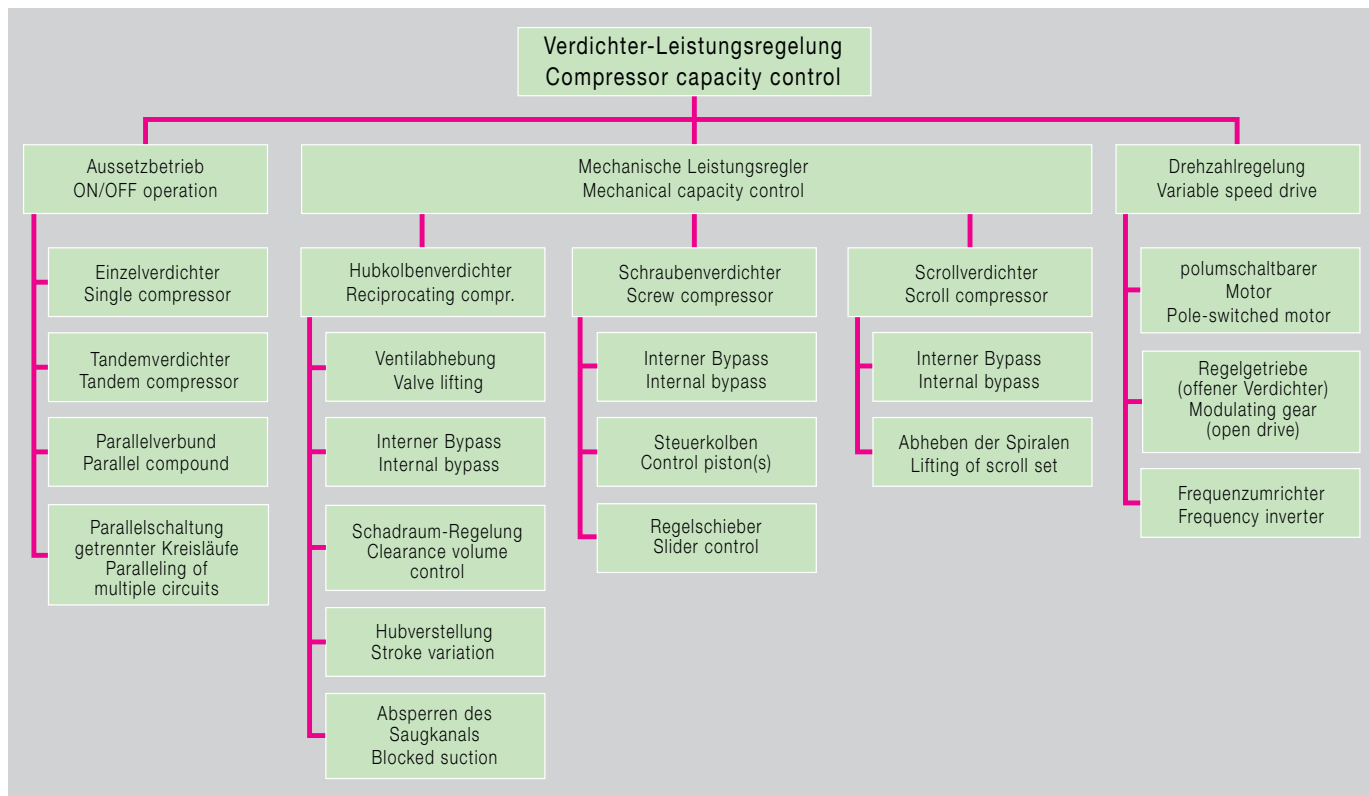 Verdichter-Leistungsregelung
Compressor capacity control
Aussetzbetrieb
ON/OFF operation
Einzelverdichter
Single compressor
Tandemverdichter
Tandem compressor
Parallelverbund
Parallel compound
Parallelschaltung
getrennter Kreisläufe
Paralleling of
multiple circuits
Mechanische Leistungsregler
Mechanical capacity control
Hubkolbenverdichter
Reciprocating compr.
Ventilabhebung
Valve lifting
Interner Bypass
Internal bypass
Schadraum-Regelung
Clearance volume
control
Hubverstellung
Stroke variation
Absperren des
Saugkanals
Blocked suction
Schraubenverdichter
Screw compressor
Interner Bypass
Internal bypass
Steuerkolben
Control piston(s)
Regelschieber
Slider control
Scrollverdichter
Scroll compressor
Interner Bypass
Internal bypass
Abheben der Spiralen
Lifting of scroll set
Drehzahlregelung
Variable speed drive
polumschaltbarer
Motor
Pole-switched motor
Regelgetriebe
(offener Verdichter)
Modulating gear
(open drive)
Frequenzumrichter
Frequency inverter